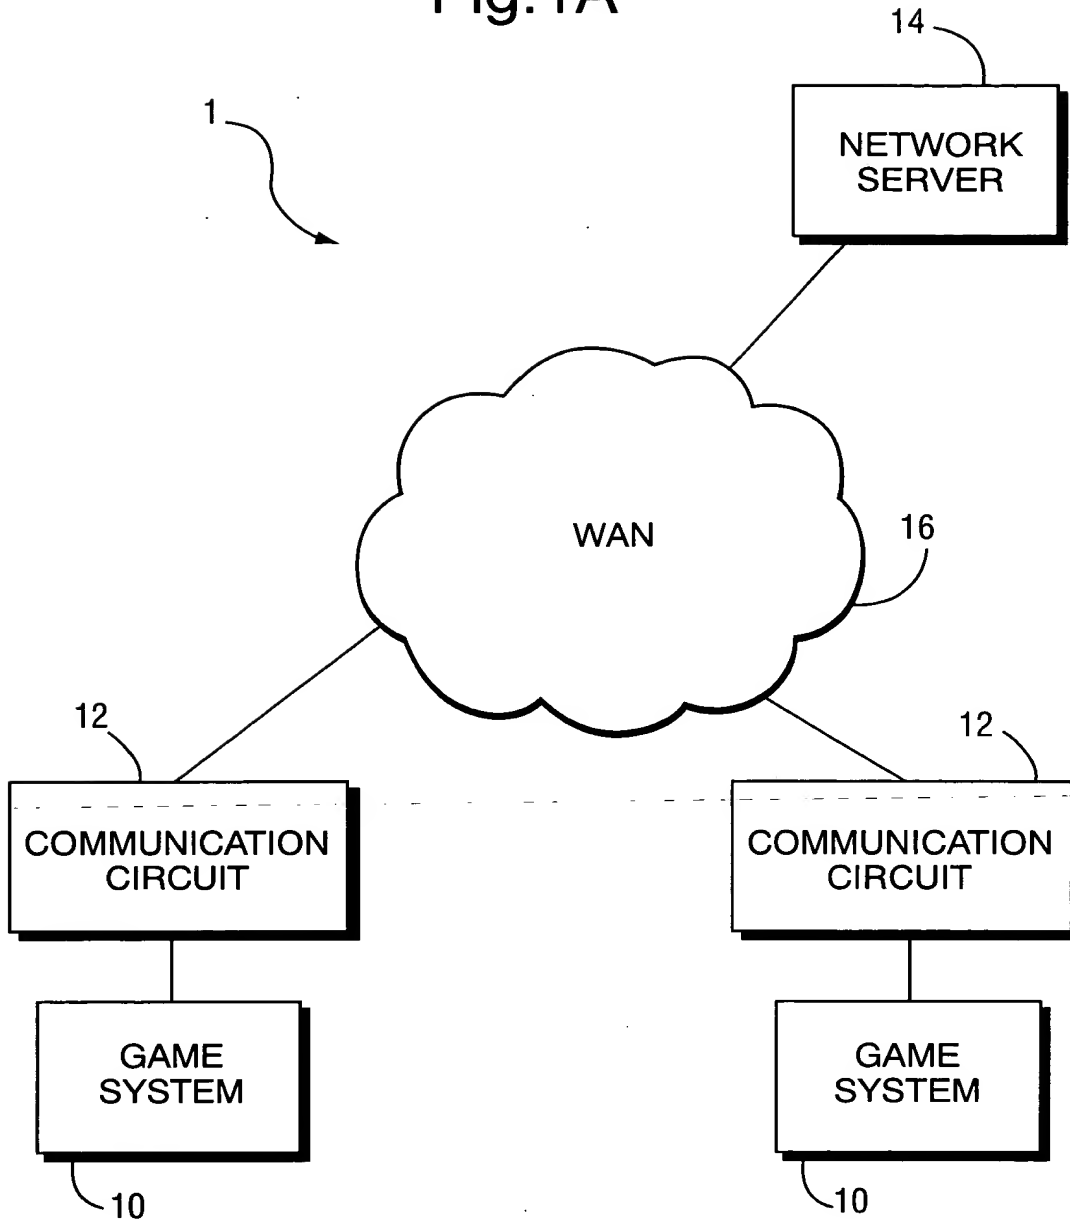 Fig. 1A
14
1
NETWORK
SERVER
WAN
16
12
12
COMMUNICATION
CIRCUIT
COMMUNICATION
CIRCUIT
GAME
SYSTEM
GAME
SYSTEM
10
10